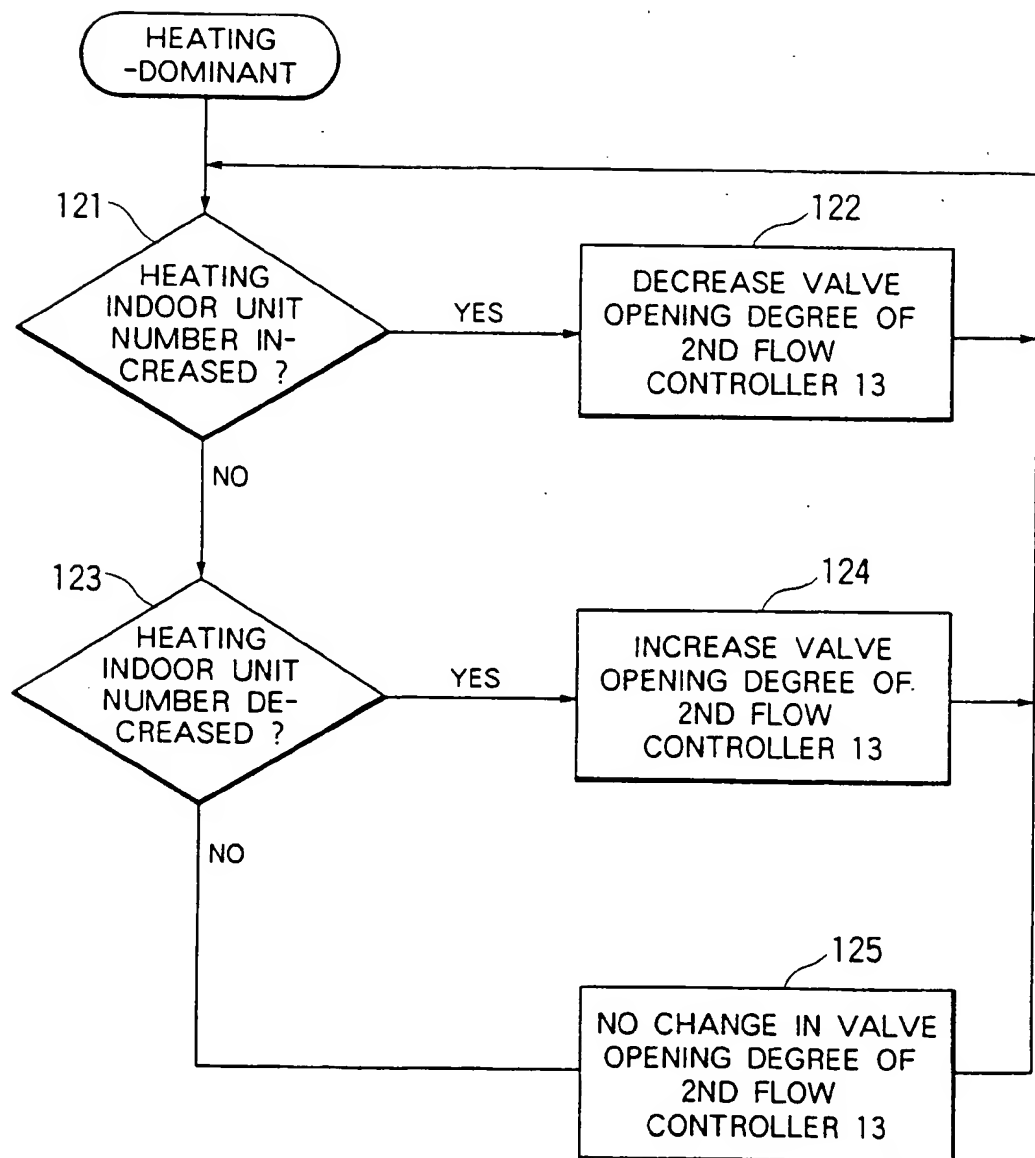 HEATING
-DOMINANT
121
HEATING
INDOOR UNIT
NUMBER IN-
CREASED ?
YES
122
DECREASE VALVE
OPENING DEGREE OF
2ND FLOW
CONTROLLER 13
NO
123
HEATING
INDOOR UNIT
NUMBER DE-
CREASED ?
YES
124
INCREASE VALVE
OPENING DEGREE OF
2ND FLOW
CONTROLLER 13
NO
125
NO CHANGE IN VALVE
OPENING DEGREE OF
2ND FLOW
CONTROLLER 13